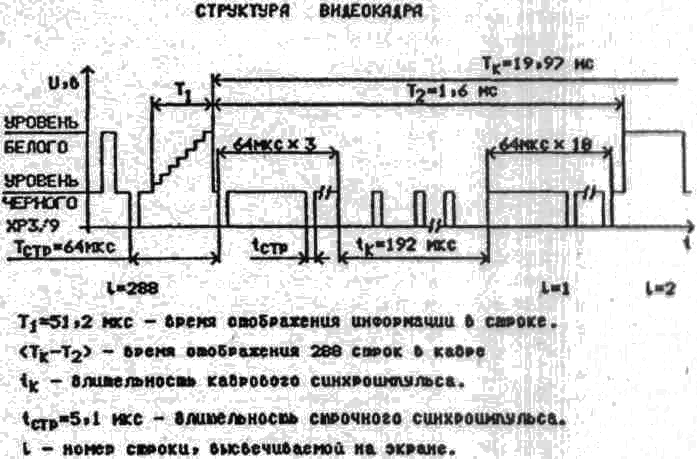 СТРУКТУРА ВИДЕОКАДРА
Tк=19,97 мс
U,в
T1
T2=1,6 мс
УРОВЕНЬ
БЕЛОГО
64МКС × 3
64МКС × 18
УРОВЕНЬ
ЧЕРНОГО
ХР3/9
Tстр=64мкс
tстр
tк=192 мкс
t
l=288
l=1
l=2
T1=51,2 мкс – время отображения информации в строке.
(Tк-T2) – время отображения 288 строк в кадре
tк – длительность кадрового синхроимпульса.
tстр=5,1 мкс – длительность строчного синхроимпульса.
l – номер строки, высвечиваемой на экране.